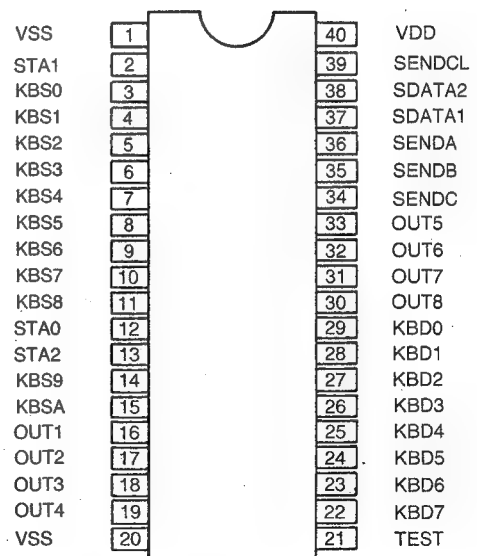 VSS 1 40 VDD
STA1 2 39 SENDCL
KBS0 3 38 SDATA2
KBS1 4 37 SDATA1
KBS2 5 36 SENDA
KBS3 6 35 SENDB
KBS4 7 34 SENDC
KBS5 8 33 OUT5
KBS6 9 32 OUT6
KBS7 10 31 OUT7
KBS8 11 30 OUT8
STA0 12 29 KBD0
STA2 13 28 KBD1
KBS9 14 27 KBD2
KBSA 15 26 KBD3
OUT1 16 25 KBD4
OUT2 17 24 KBD5
OUT3 18 23 KBD6
OUT4 19 22 KBD7
VSS 20 21 TEST